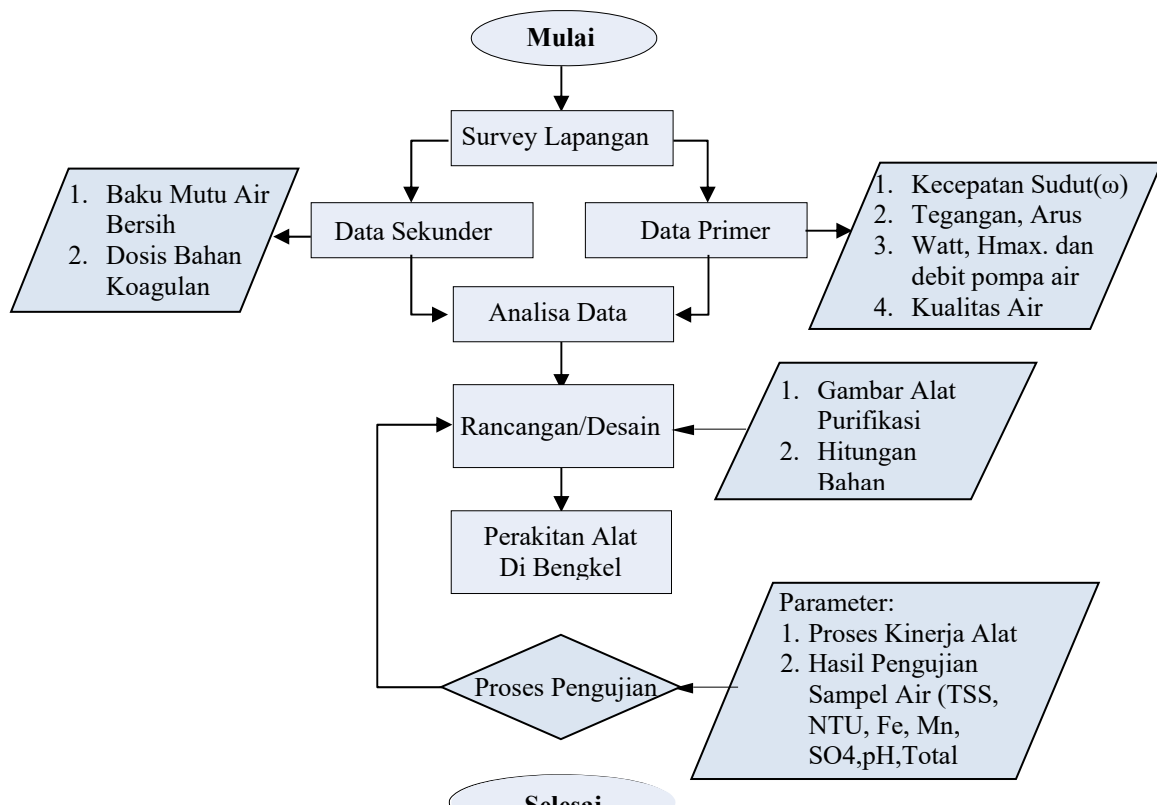 Mulai
Survey Lapangan
1. Baku Mutu Air
Bersih
2. Dosis Bahan
Koagulan
Data Sekunder
Data Primer
1. Kecepatan Sudut(ω)
2. Tegangan, Arus
3. Watt, Hmax. dan
debit pompa air
4. Kualitas Air
Analisa Data
Rancangan/Desain
1. Gambar Alat
Purifikasi
2. Hitungan
Bahan
Perakitan Alat
Di Bengkel
Proses Pengujian
Parameter:
1. Proses Kinerja Alat
2. Hasil Pengujian
Sampel Air (TSS,
NTU, Fe, Mn,
SO4,pH,Total
Selesai